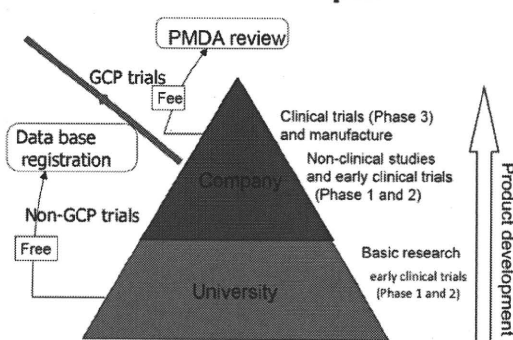 PMDA review
GCP trials
Fee
Clinical trials (Phase 3)
and manufacture
Data base
registration
Non-clinical studies
and early clinical trials
(Phase 1 and 2)
Company
Non-GCP trials
Free
Basic research
early clinical trials
(Phase 1 and 2)
University
Product development